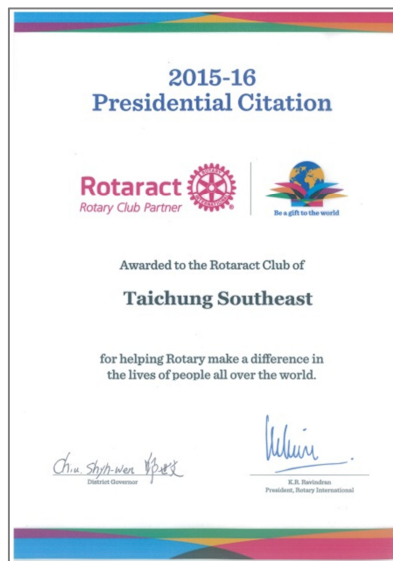 2015-16
Presidential Citation
Rotaract
Rotary Club Partner
Be a gift to the world
Awarded to the Rotaract Club of
Taichung Southeast
for helping Rotary make a difference in
the lives of people all over the world.
Chiu Shyh-wen
District Governor
K.R. Ravindran
President, Rotary International